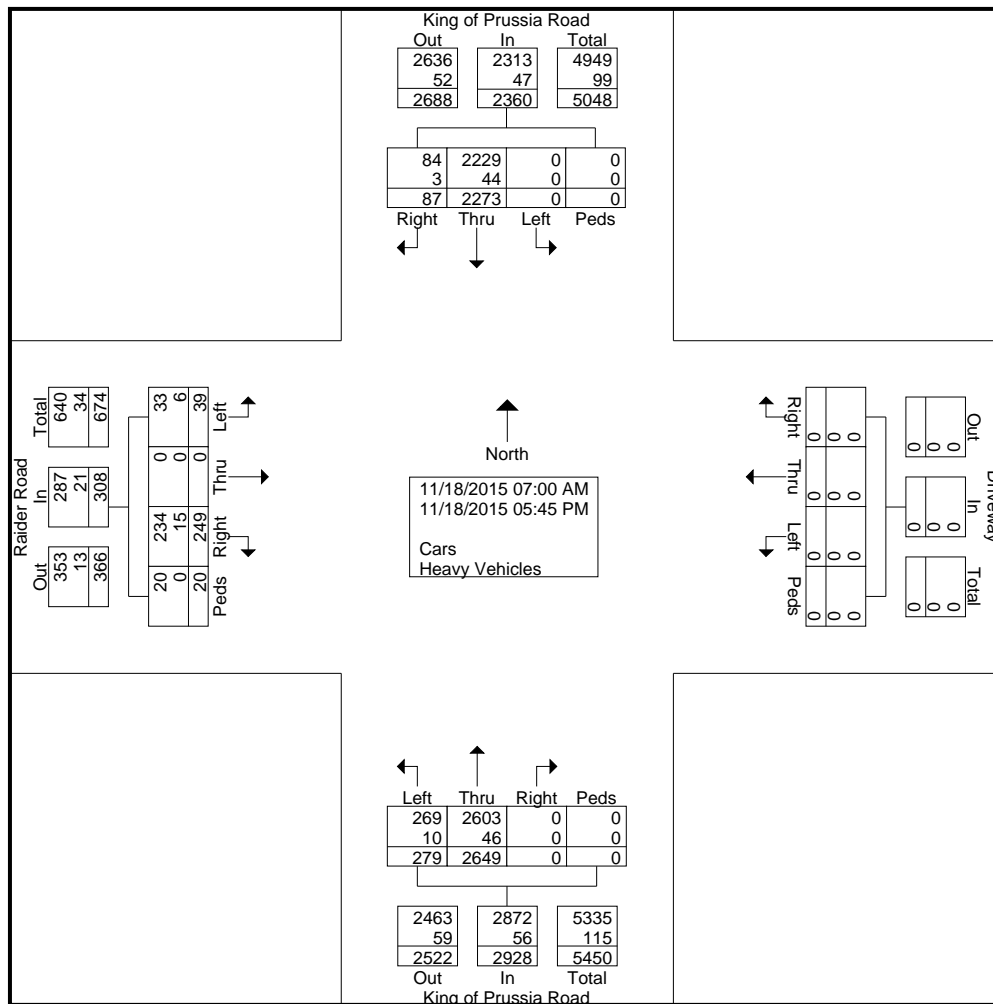 King of Prussia Road
Out In Total
2636 2313 4949
52 47 99
2688 2360 5048
84 2229 0 0
3 44 0 0
87 2273 0 0
Right Thru Left Peds
Raider Road
Total In Out
640 287 353
34 21 13
674 308 366
33 0 234 20
6 0 15 0
39 0 249 20
Left Thru Right Peds
North
11/18/2015 07:00 AM
11/18/2015 05:45 PM
Cars
Heavy Vehicles
Right Thru Left Peds
0 0 0 0
0 0 0 0
0 0 0 0
Out In Total
0 0 0
0 0 0
0 0 0
Driveway
Left Thru Right Peds
269 2603 0 0
10 46 0 0
279 2649 0 0
2463 2872 5335
59 56 115
2522 2928 5450
Out In Total
King of Prussia Road